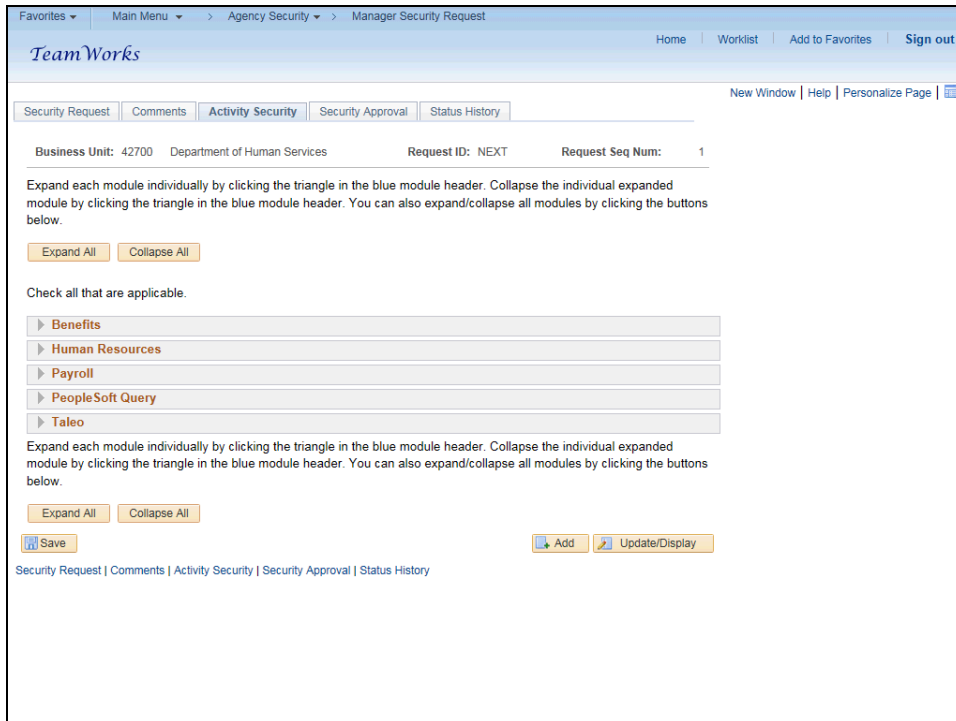 Favorites Main Menu > Agency Security > Manager Security Request
TeamWorks
Home Worklist Add to Favorites Sign out
New Window | Help | Personalize Page |
Security Request Comments Activity Security Security Approval Status History
Business Unit: 42700 Department of Human Services Request ID: NEXT Request Seq Num: 1
Expand each module individually by clicking the triangle in the blue module header. Collapse the individual expanded
module by clicking the triangle in the blue module header. You can also expand/collapse all modules by clicking the buttons
below.
Expand All Collapse All
Check all that are applicable.
Benefits
Human Resources
Payroll
PeopleSoft Query
Taleo
Expand each module individually by clicking the triangle in the blue module header. Collapse the individual expanded
module by clicking the triangle in the blue module header. You can also expand/collapse all modules by clicking the buttons
below.
Expand All Collapse All
Save Add Update/Display
Security Request | Comments | Activity Security | Security Approval | Status History